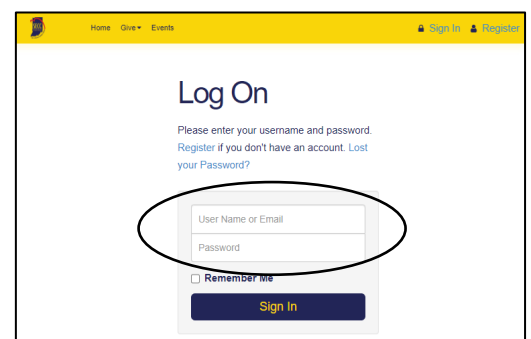 Home Give Events Sign In Register
Log On
Please enter your username and password.
Register if you don't have an account. Lost
your Password?
User Name or Email
Password
Remember Me
Sign In